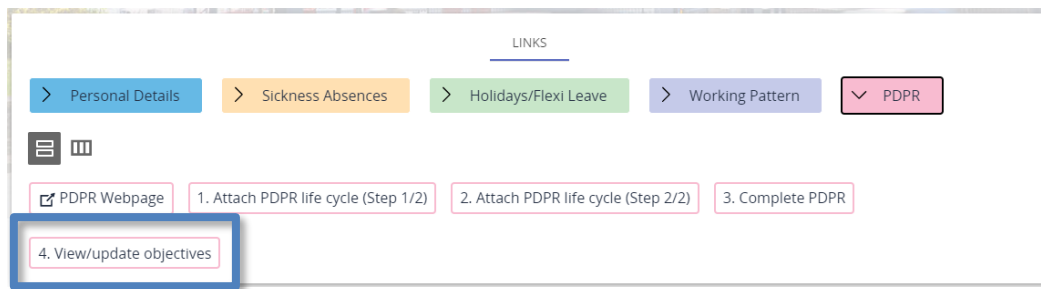 LINKS
Personal Details Sickness Absences Holidays/Flexi Leave Working Pattern PDPR
PDPR Webpage 1. Attach PDPR life cycle (Step 1/2) 2. Attach PDPR life cycle (Step 2/2) 3. Complete PDPR
4. View/update objectives